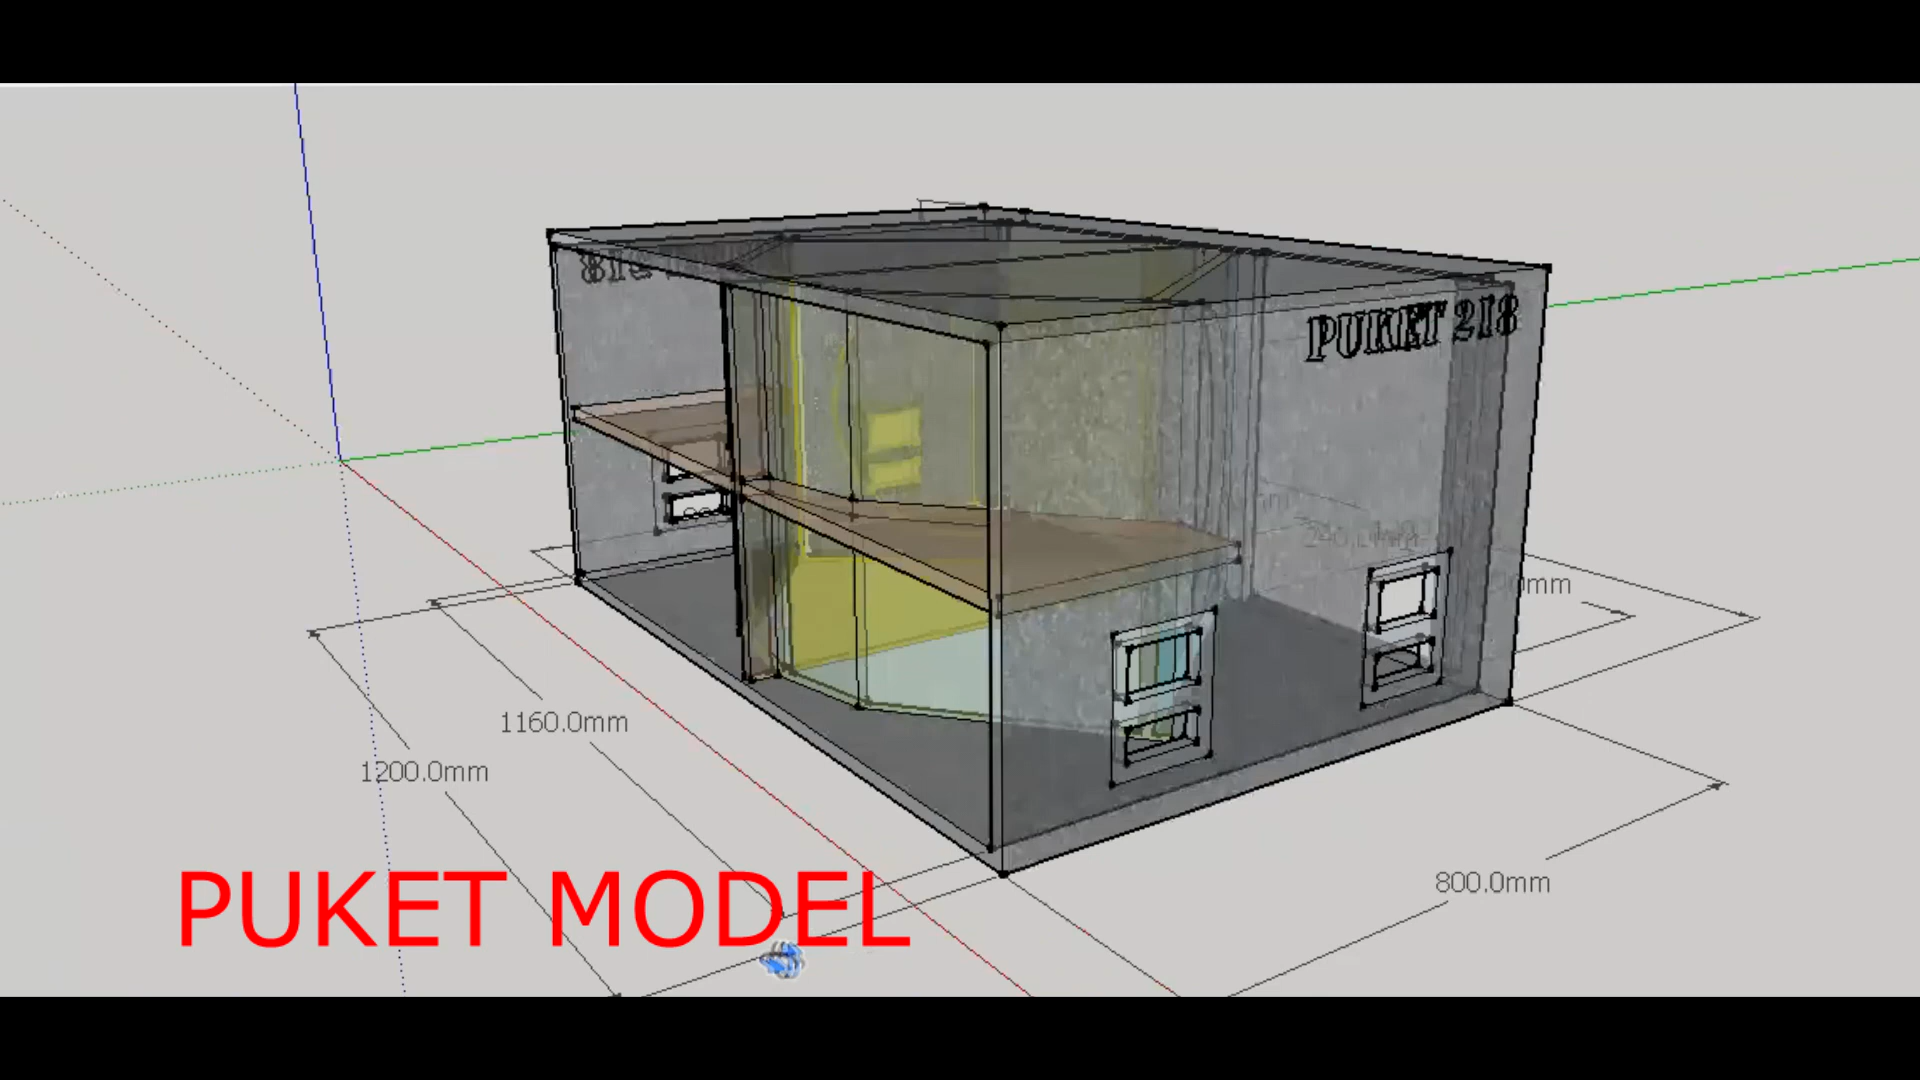 PUKET 218
1160.0mm
1200.0mm
800.0mm
PUKET MODEL